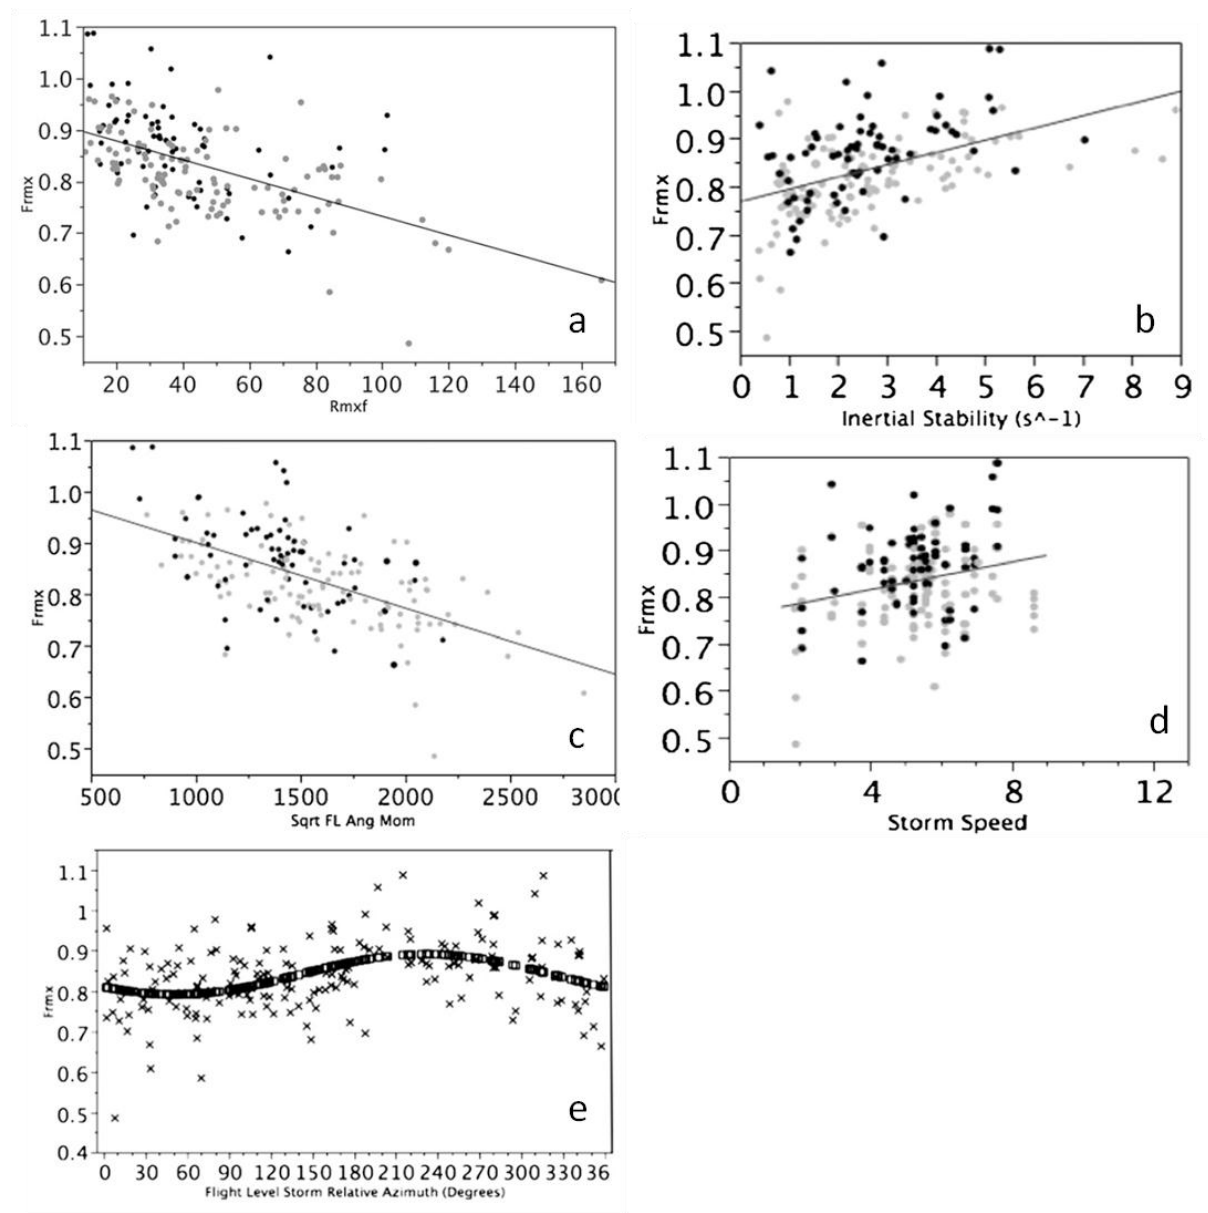 1.1
1.0
0.9
0.8
0.7
0.6
0.5
Frmx
a
20 40 60 80 100 120 140 160
Rmxf
1.1
1.0
0.9
0.8
0.7
0.6
0.5
Frmx
b
0 1 2 3 4 5 6 7 8 9
Inertial Stability (s^-1)
1.1
1.0
0.9
0.8
0.7
0.6
0.5
Frmx
c
500 1000 1500 2000 2500 3000
Sqrt FL Ang Mom
1.1
1.0
0.9
0.8
0.7
0.6
0.5
Frmx
d
0 4 8 12
Storm Speed
1.1
1
0.9
0.8
0.7
0.6
0.5
0.4
Frmx
e
0 30 60 90 120 150 180 210 240 270 300 330 36
Flight Level Storm Relative Azimuth (Degrees)